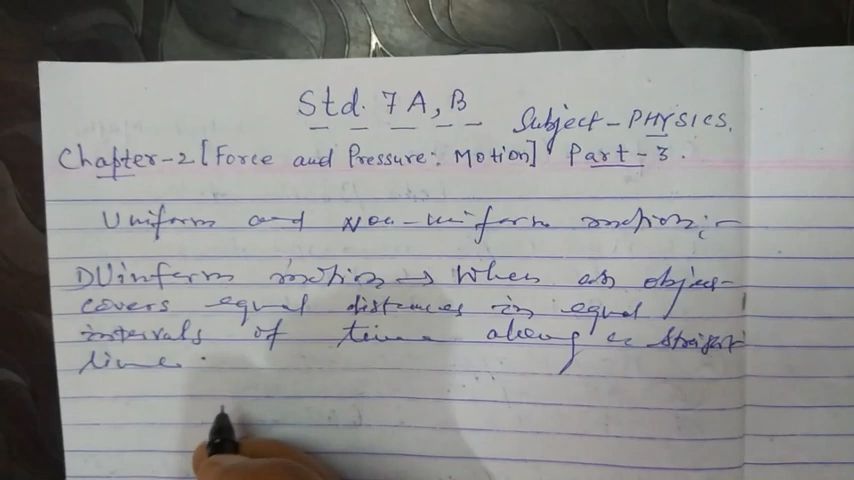 Std. 7 A, B
Subject - PHYSICS.
Chapter-2 [Force and Pressure: Motion] Part-3.
Uniform and Non-uniform motion:-
1) Uinform motion → When an object
covers equal distances in equal
intervals of time along a straight
line.